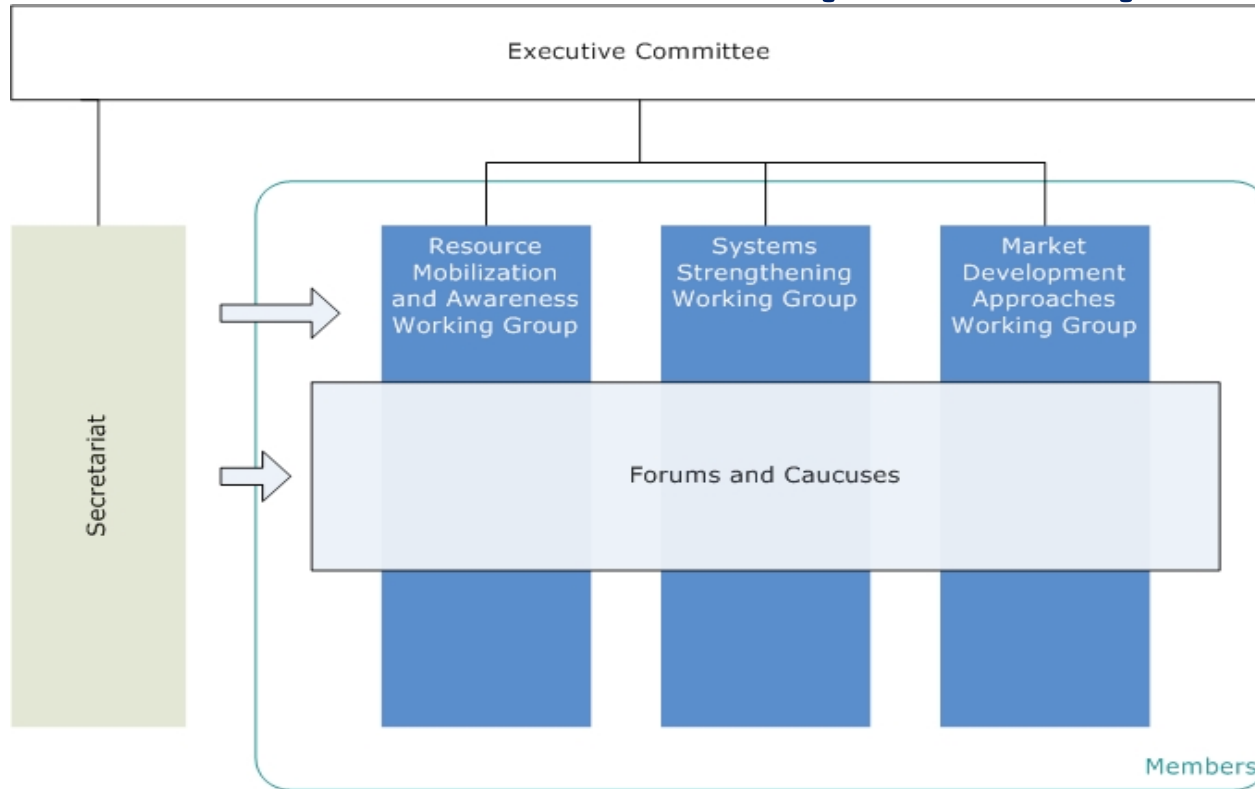 Executive Committee
Resource
Mobilization
and Awareness
Working Group
Systems
Strengthening
Working Group
Market
Development
Approaches
Working Group
Secretariat
Forums and Caucuses
Members